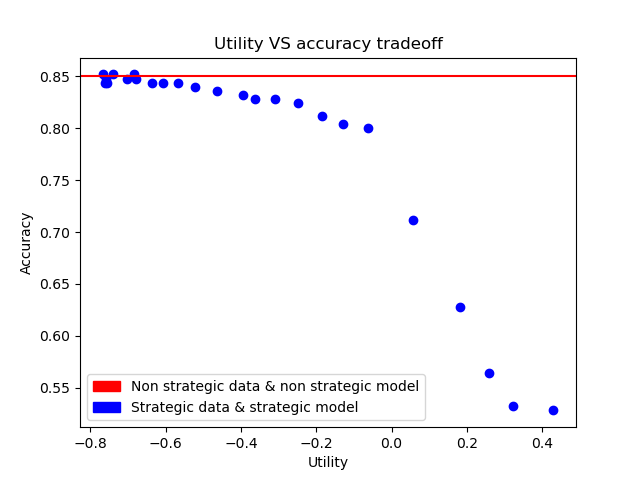 Utility VS accuracy tradeoff
0.85
0.80
0.75
0.70
0.65
0.60
0.55
Accuracy
Non strategic data & non strategic model
Strategic data & strategic model
−0.8 −0.6 −0.4 −0.2 0.0 0.2 0.4
Utility